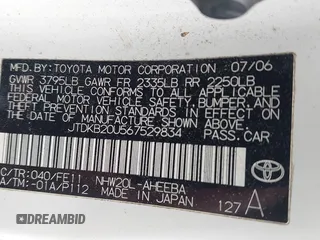 MFD. BY: TOYOTA MOTOR CORPORATION 07/06
GVWR 3795LB GAWR FR 2335LB RR 2250LB
THIS VEHICLE CONFORMS TO ALL APPLICABLE
FEDERAL MOTOR VEHICLE SAFETY, BUMPER, AND
THEFT PREVENTION STANDARDS IN EFFECT ON THE
DATE OF MANUFACTURE SHOWN ABOVE.
JTDKB20U567529834 PASS. CAR
C/TR:040/FE11 NHW20L-AHEEBA
A/TM:-01A/P112 MADE IN JAPAN
127 A
TOYOTA
DREAMBID